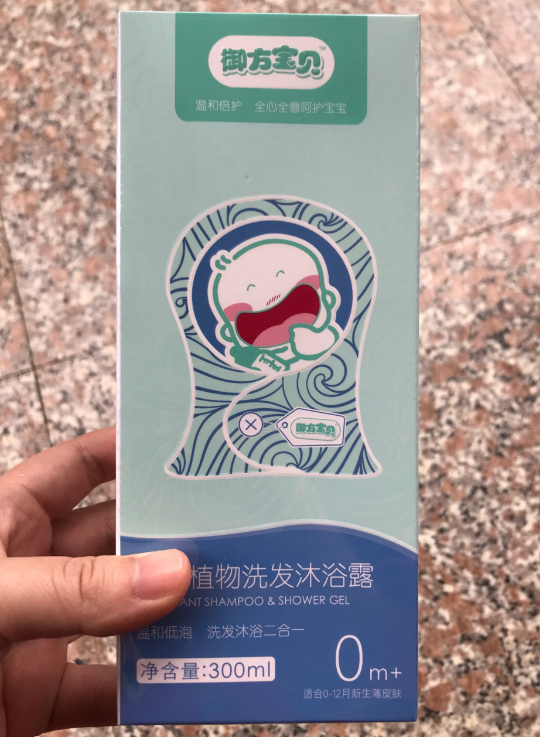 御方宝贝™
温和倍护 全心全意呵护宝宝
御方宝贝
植物洗发沐浴露
ANT SHAMPOO & SHOWER GEL
温和低泡 洗发沐浴二合一
净含量:300ml
0m+
适合0-12月新生薄皮肤